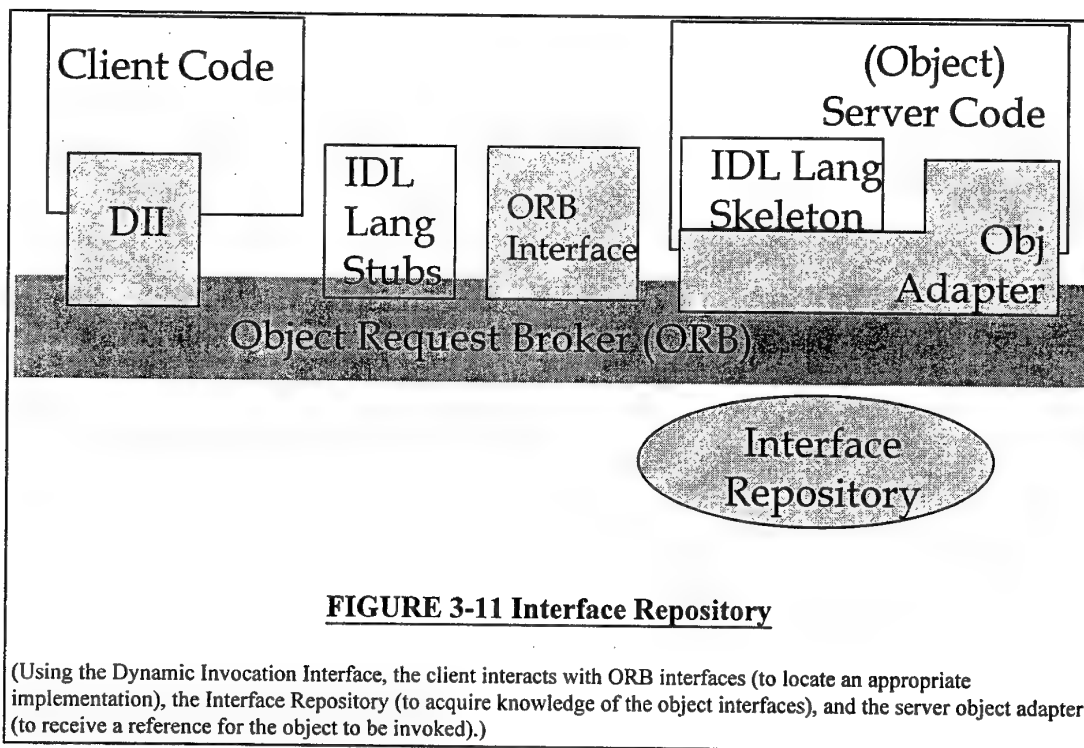 Client Code
(Object)
Server Code
DII
IDL
Lang
Stubs
ORB
Interface
IDL Lang
Skeleton
Obj
Adapter
Object Request Broker (ORB)
Interface
Repository
FIGURE 3-11 Interface Repository
(Using the Dynamic Invocation Interface, the client interacts with ORB interfaces (to locate an appropriate
implementation), the Interface Repository (to acquire knowledge of the object interfaces), and the server object adapter
(to receive a reference for the object to be invoked).)